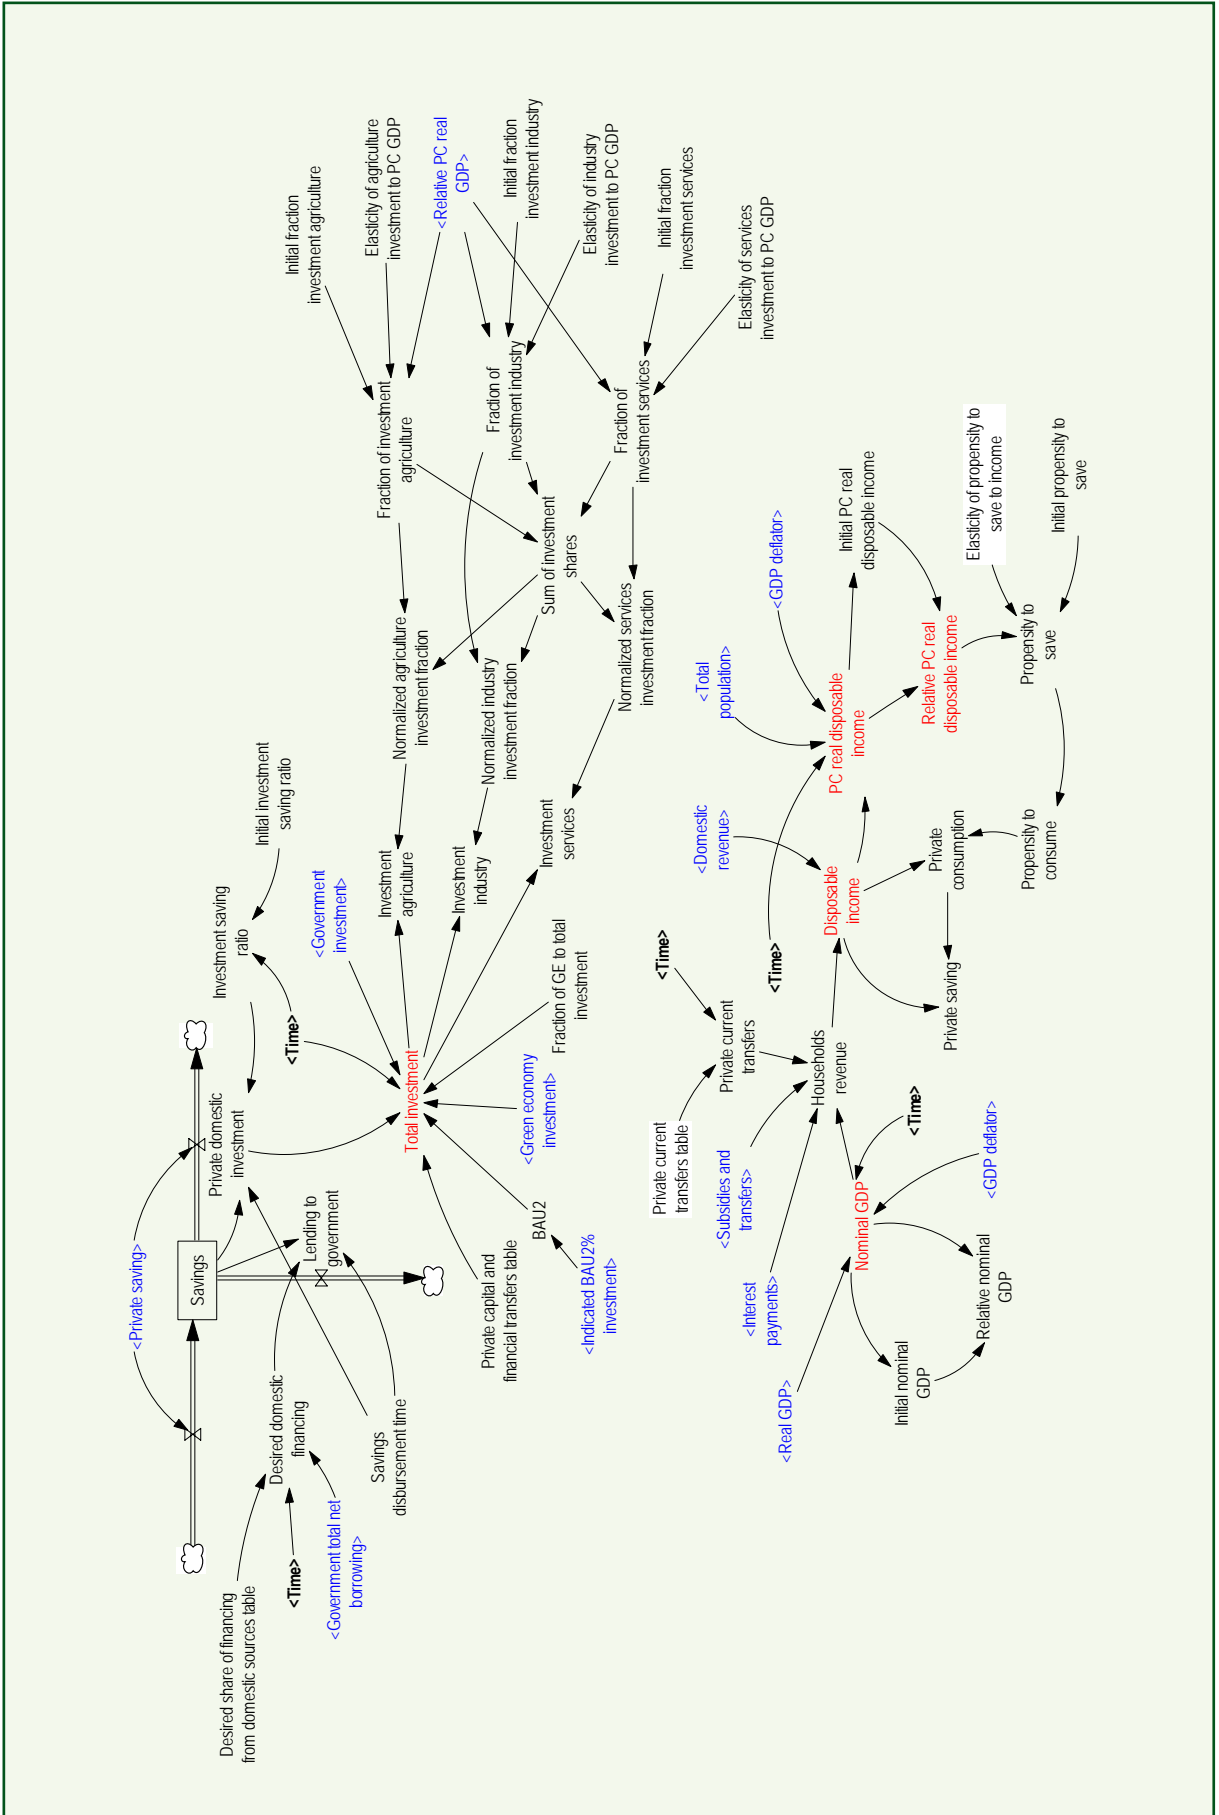 Desired share of financing
from domestic sources table
<Time>
<Government total net
borrowing>
Desired domestic
financing
Savings
disbursement time
<Private saving>
Savings
Lending to
government
Private domestic
investment
Investment saving
ratio
Initial investment
saving ratio
<Time>
<Government
investment>
Private capital and
financial transfers table
BAU2
<Indicated BAU2%
investment>
<Green economy
investment>
Fraction of GE to total
investment
Total investment
Investment
agriculture
Investment
industry
Investment
services
Normalized agriculture
investment fraction
Normalized industry
investment fraction
Normalized services
investment fraction
Sum of investment
shares
Fraction of investment
agriculture
Fraction of
investment industry
Fraction of
investment services
Initial fraction
investment agriculture
Elasticity of agriculture
investment to PC GDP
<Relative PC real
GDP>
Initial fraction
investment industry
Elasticity of industry
investment to PC GDP
Initial fraction
investment services
Elasticity of services
investment to PC GDP
<Real GDP>
<Interest
payments>
<Subsidies and
transfers>
Private current
transfers table
Private current
transfers
<Time>
Households
revenue
Nominal GDP
<Time>
<GDP deflator>
Initial nominal
GDP
Relative nominal
GDP
<Time>
<Domestic
revenue>
Disposable
income
Private saving
Private
consumption
Propensity to
consume
<Total
population>
<GDP deflator>
PC real disposable
income
Initial PC real
disposable income
Relative PC real
disposable income
Propensity to
save
Elasticity of propensity to
save to income
Initial propensity to
save